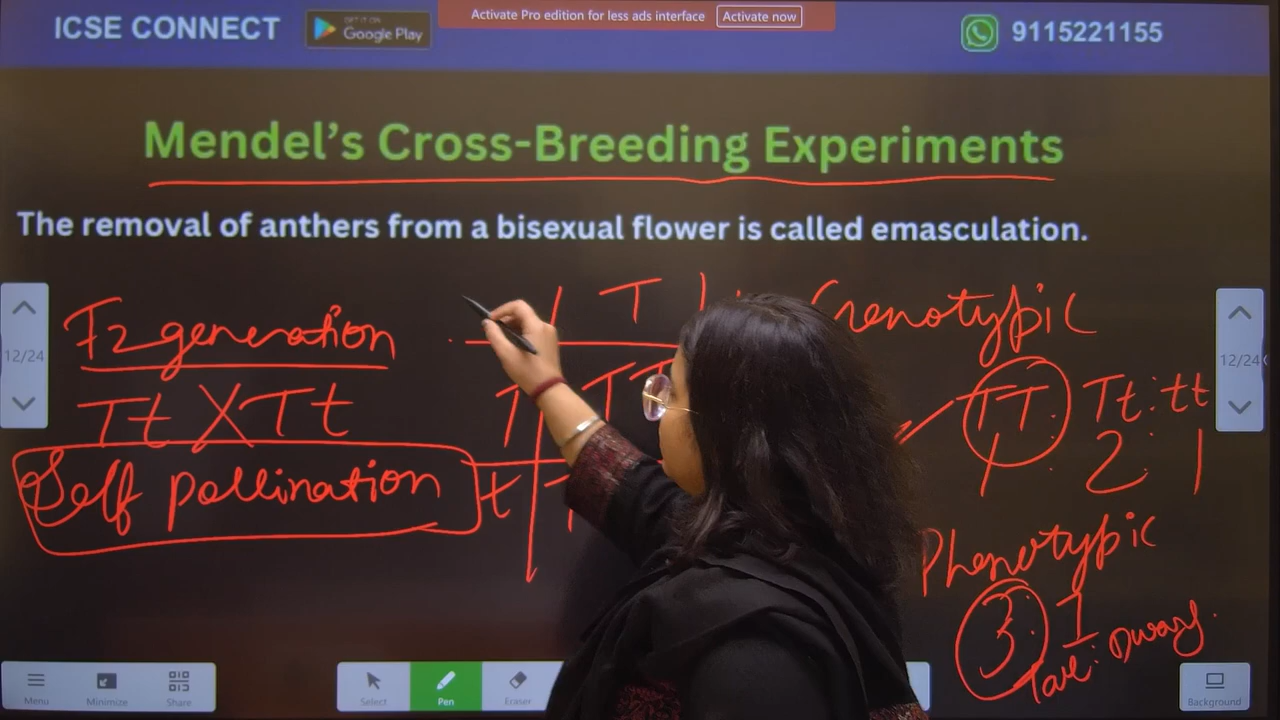 ICSE CONNECT
GET IT ON
Google Play
Activate Pro edition for less ads interface
Activate now
9115221155
Mendel's Cross-Breeding Experiments
The removal of anthers from a bisexual flower is called emasculation.
12/24
12/24
F2 generation
Tt X Tt
Self pollination
T
T
t
Genotypic
TT: Tt: tt
1 2: 1
Phenotypic
3: 1
Dwarf
Menu
Minimize
Share
Select
Pen
Eraser
Background